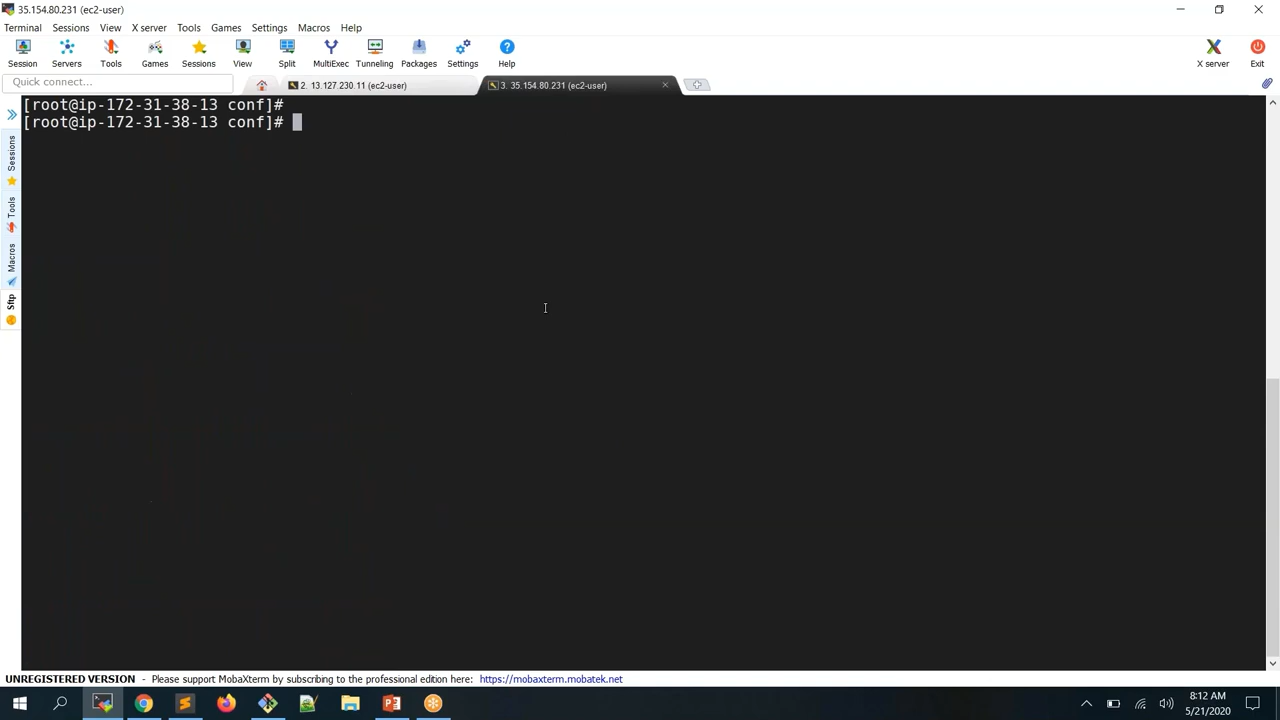 35.154.80.231 (ec2-user)
Terminal Sessions View X server Tools Games Settings Macros Help
Session Servers Tools Games Sessions View Split MultiExec Tunneling Packages Settings Help X server Exit
Quick connect...
2. 13.127.230.11 (ec2-user)
3. 35.154.80.231 (ec2-user)
[root@ip-172-31-38-13 conf]#
[root@ip-172-31-38-13 conf]#
Sessions
Tools
Macros
Sftp
UNREGISTERED VERSION - Please support MobaXterm by subscribing to the professional edition here: https://mobaxterm.mobatek.net
8:12 AM
5/21/2020